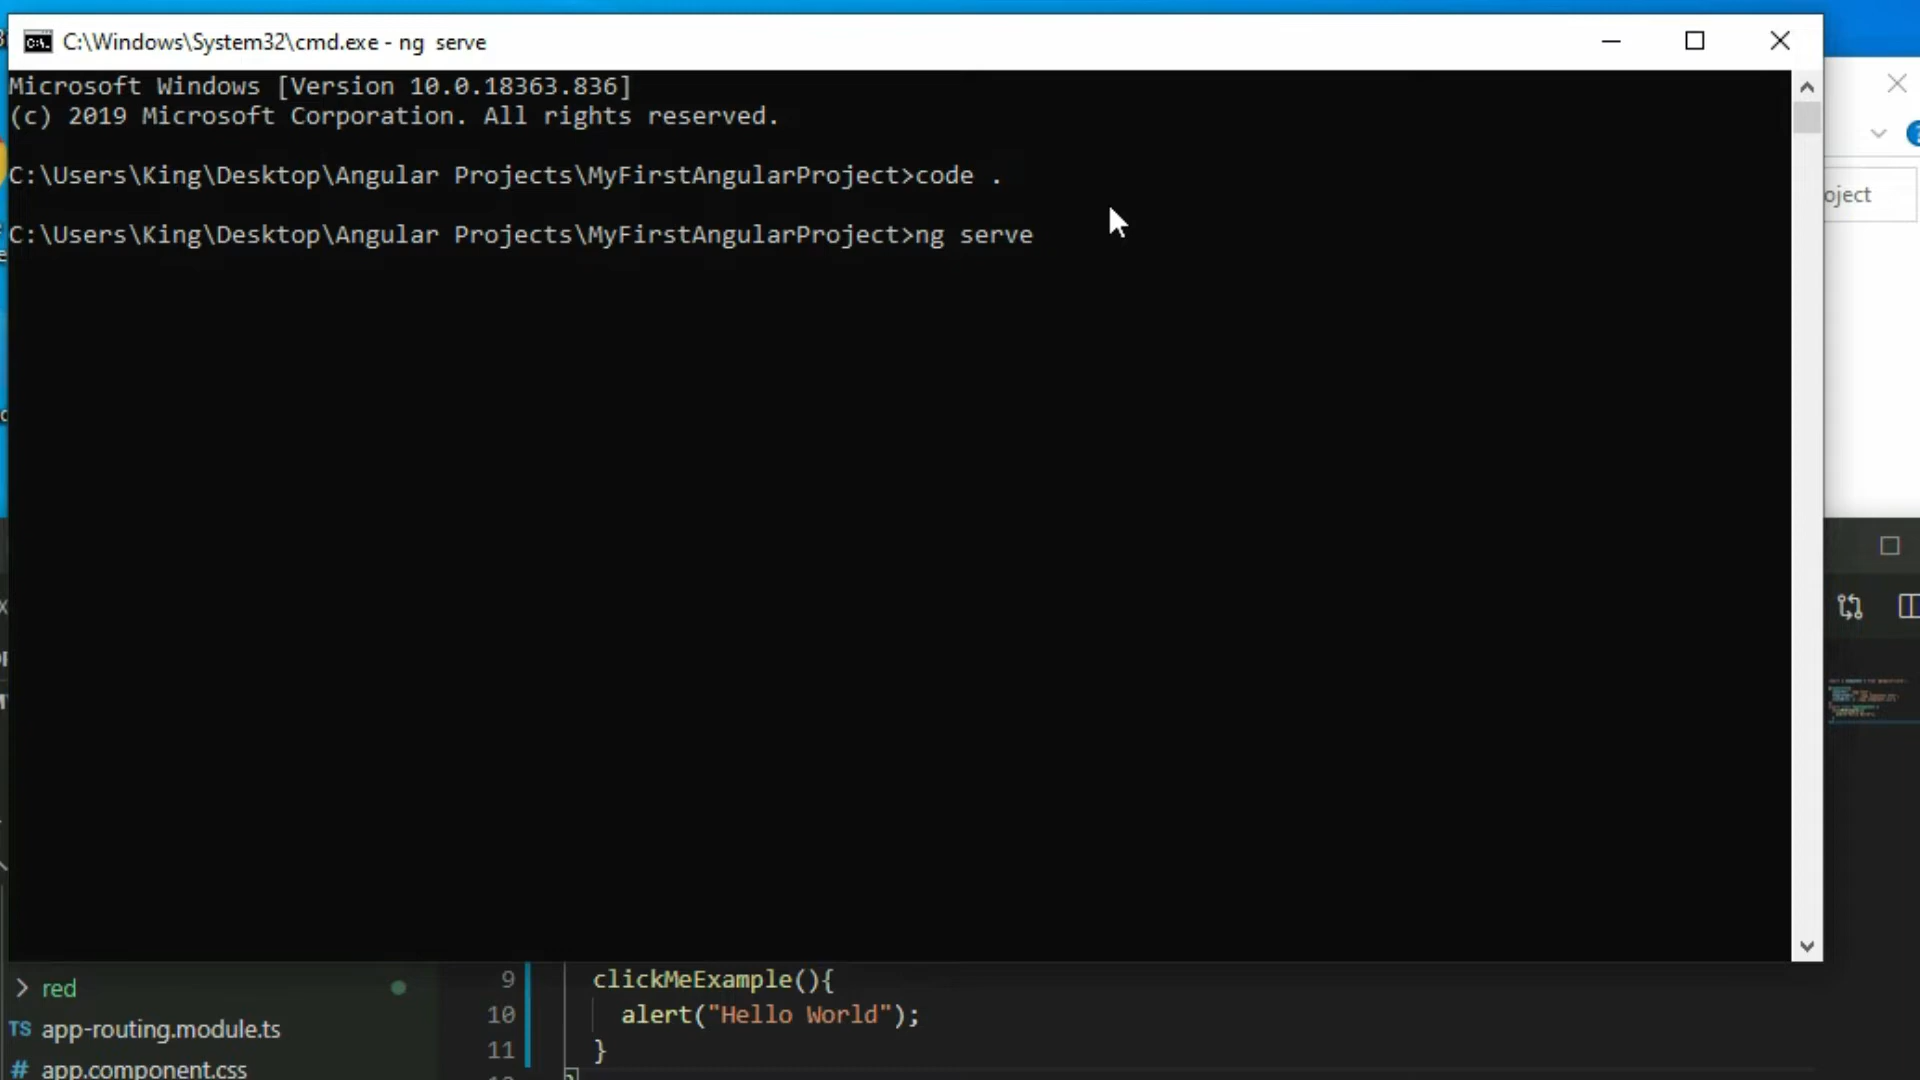 C:\Windows\System32\cmd.exe - ng  serve
Microsoft Windows [Version 10.0.18363.836]
(c) 2019 Microsoft Corporation. All rights reserved.
C:\Users\King\Desktop\Angular Projects\MyFirstAngularProject>code .
C:\Users\King\Desktop\Angular Projects\MyFirstAngularProject>ng serve
oject
red
TS app-routing.module.ts
# app.component.css
9 clickMeExample(){
10 alert("Hello World");
11 }